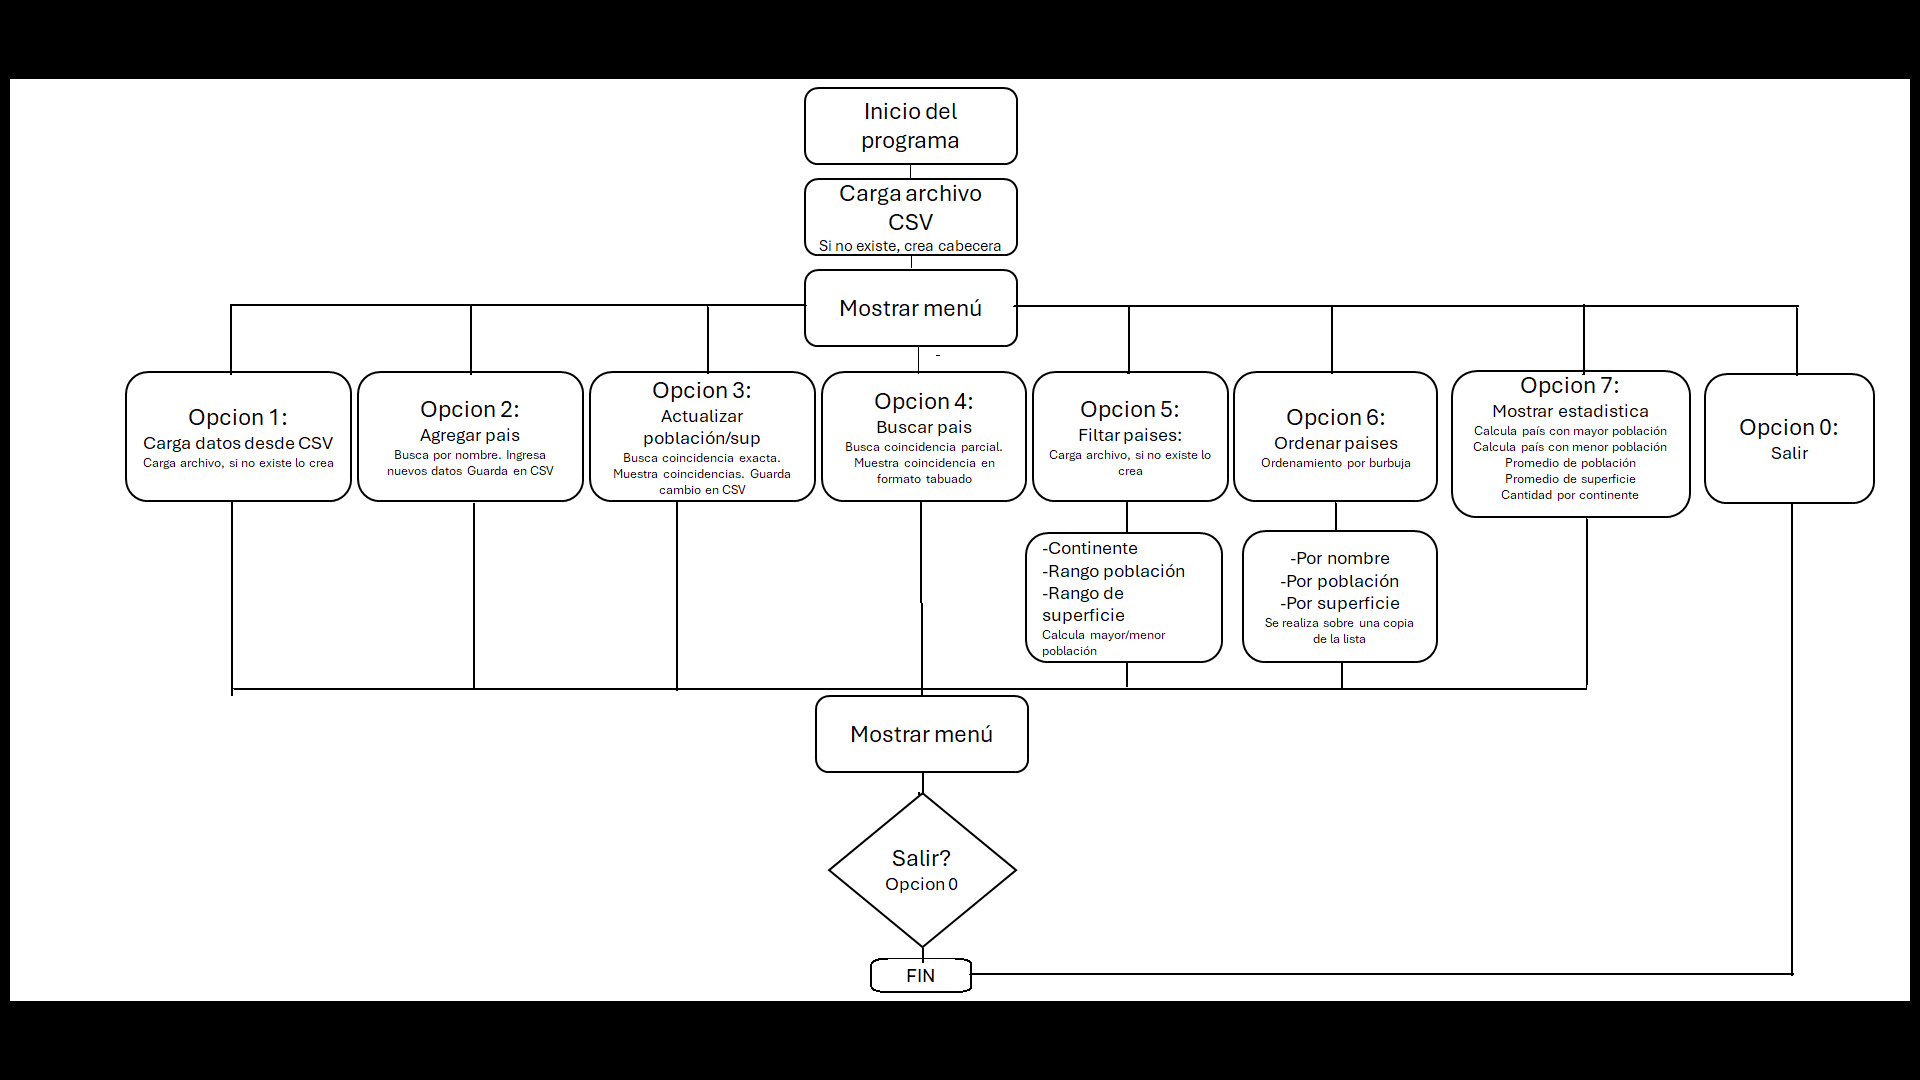 Inicio del
programa
Carga archivo
CSV
Si no existe, crea cabecera
Mostrar menú
-
Opcion 1:
Carga datos desde CSV
Carga archivo, si no existe lo crea
Opcion 2:
Agregar pais
Busca por nombre. Ingresa
nuevos datos Guarda en CSV
Opcion 3:
Actualizar
población/sup
Busca coincidencia exacta.
Muestra coincidencias. Guarda
cambio en CSV
Opcion 4:
Buscar pais
Busca coincidencia parcial.
Muestra coincidencia en
formato tabuado
Opcion 5:
Filtar paises:
Carga archivo, si no existe lo
crea
Opcion 6:
Ordenar paises
Ordenamiento por burbuja
Opcion 7:
Mostrar estadistica
Calcula país con mayor población
Calcula país con menor población
Promedio de población
Promedio de superficie
Cantidad por continente
Opcion 0:
Salir
-Continente
-Rango población
-Rango de
superficie
Calcula mayor/menor
población
-Por nombre
-Por población
-Por superficie
Se realiza sobre una copia
de la lista
Mostrar menú
Salir?
Opcion 0
FIN